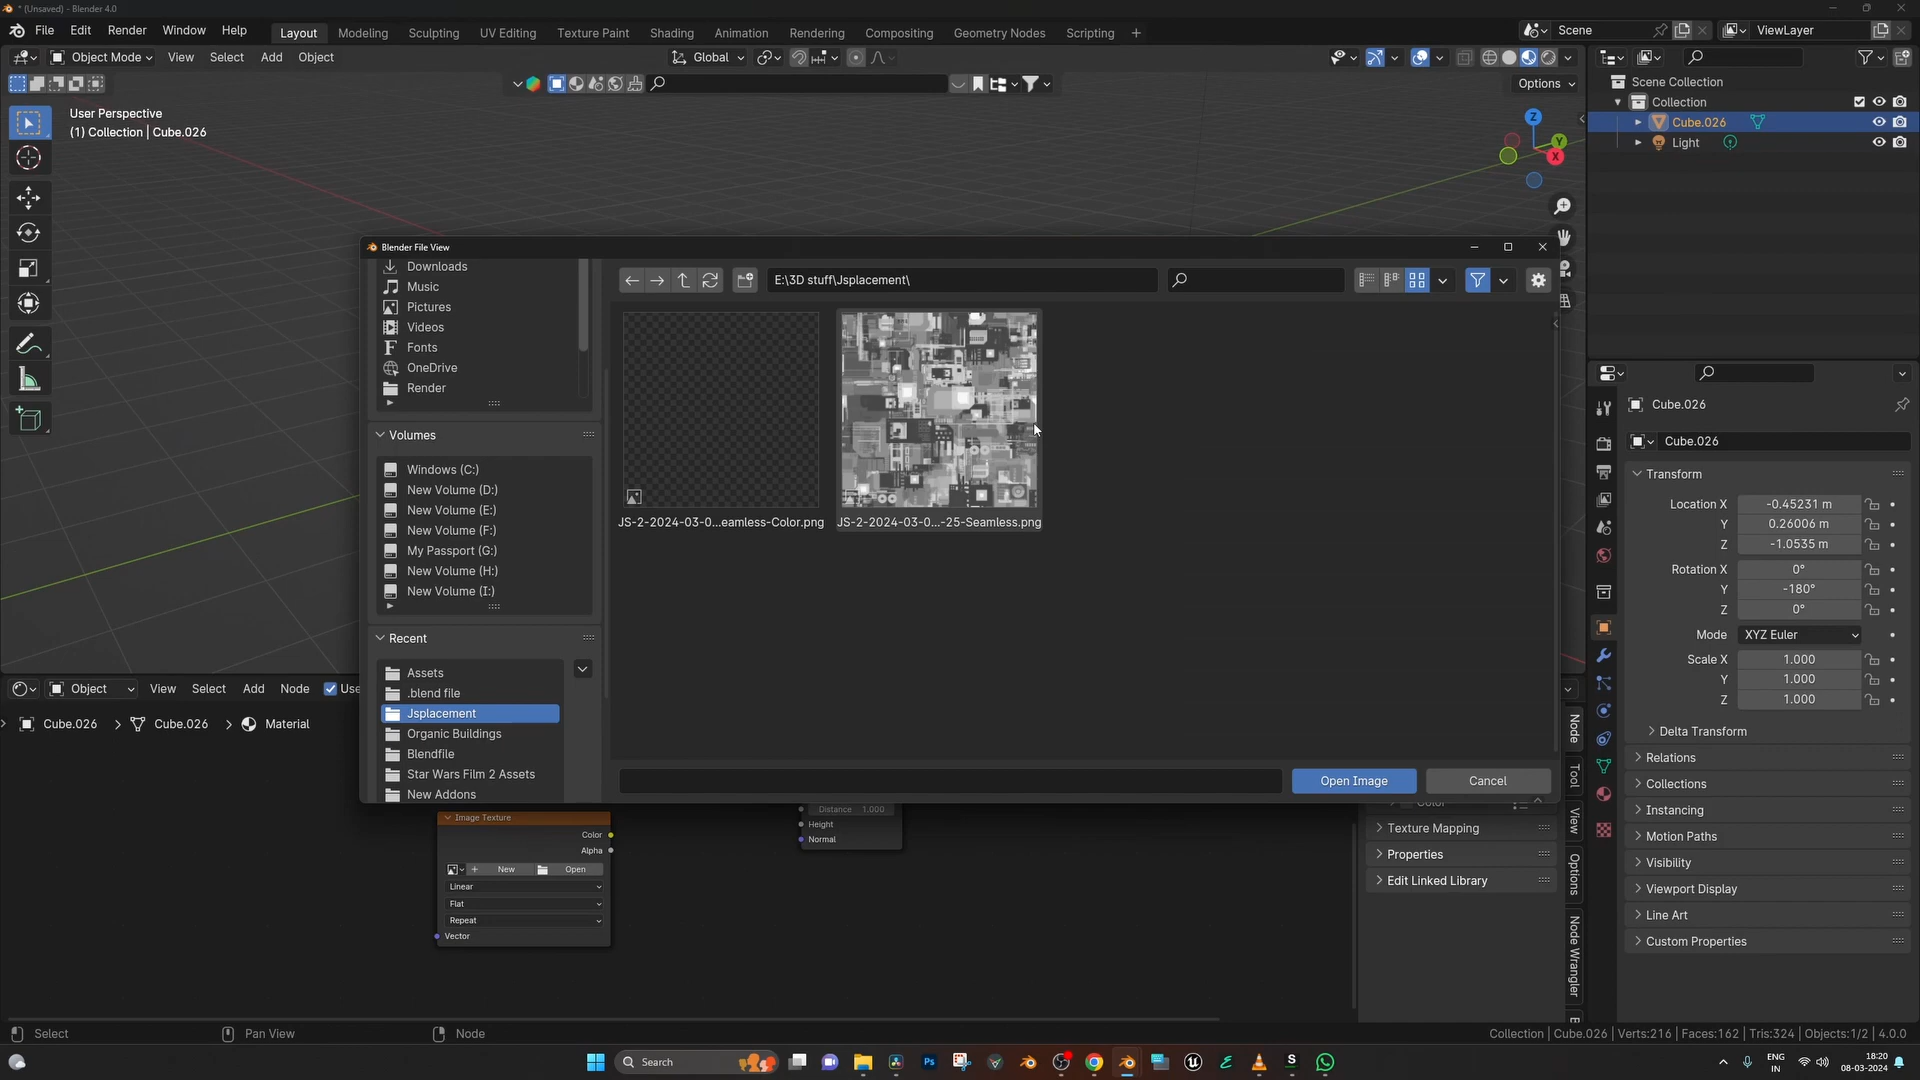 * (Unsaved) - Blender 4.0
File Edit Render Window Help Layout Modeling Sculpting UV Editing Texture Paint Shading Animation Rendering Compositing Geometry Nodes Scripting + Scene ViewLayer
Object Mode View Select Add Object Global
Options
User Perspective
(1) Collection | Cube.026
Z
Y
X
Scene Collection
Collection
Cube.026
Light
Blender File View
Downloads
Music
Pictures
Videos
Fonts
OneDrive
Render
Volumes
Windows (C:)
New Volume (D:)
New Volume (E:)
New Volume (F:)
My Passport (G:)
New Volume (H:)
New Volume (I:)
Recent
Assets
.blend file
Jsplacement
Organic Buildings
Blendfile
Star Wars Film 2 Assets
New Addons
E:\3D stuff\Jsplacement\
JS-2-2024-03-0...eamless-Color.png
JS-2-2024-03-0...-25-Seamless.png
Open Image Cancel
Cube.026
Cube.026
Transform
Location X -0.45231 m
Y 0.26006 m
Z -1.0535 m
Rotation X 0°
Y -180°
Z 0°
Mode XYZ Euler
Scale X 1.000
Y 1.000
Z 1.000
Delta Transform
Relations
Collections
Instancing
Motion Paths
Visibility
Viewport Display
Line Art
Custom Properties
Object View Select Add Node Use
Cube.026 > Cube.026 > Material
Image Texture
Color
Alpha
New Open
Linear
Flat
Repeat
Vector
Distance 1.000
Height
Normal
Color
Texture Mapping
Properties
Edit Linked Library
Node
Tool
View
Options
Node Wrangler
Select Pan View Node
Collection | Cube.026 | Verts:216 | Faces:162 | Tris:324 | Objects:1/2 | 4.0.0
Search
Ps
S
ENG
IN
18:20
08-03-2024